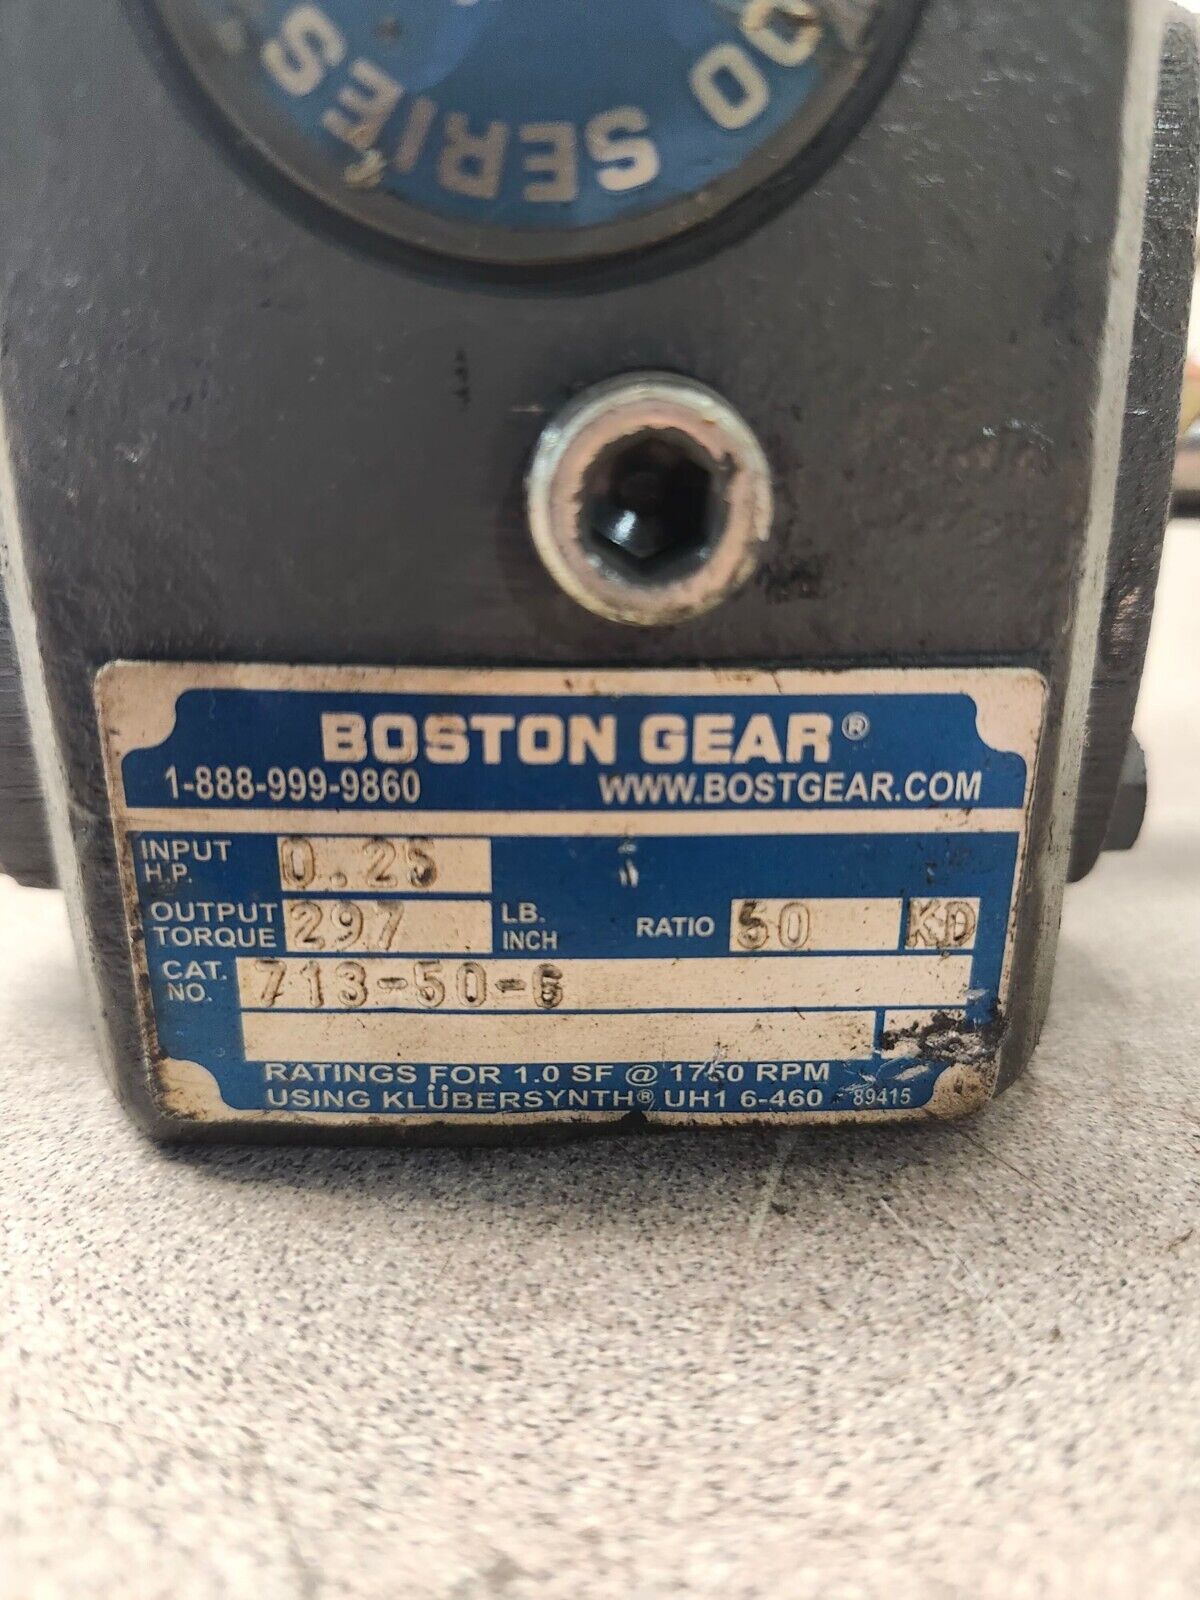 00 SERIES
BOSTON GEAR®
1-888-999-9860 WWW.BOSTGEAR.COM
INPUT H.P. 0.25
OUTPUT TORQUE 297 LB. INCH RATIO 50 KD
CAT. NO. 713-50-G
RATINGS FOR 1.0 SF @ 1750 RPM
USING KLÜBERSYNTH® UH1 6-460 89415